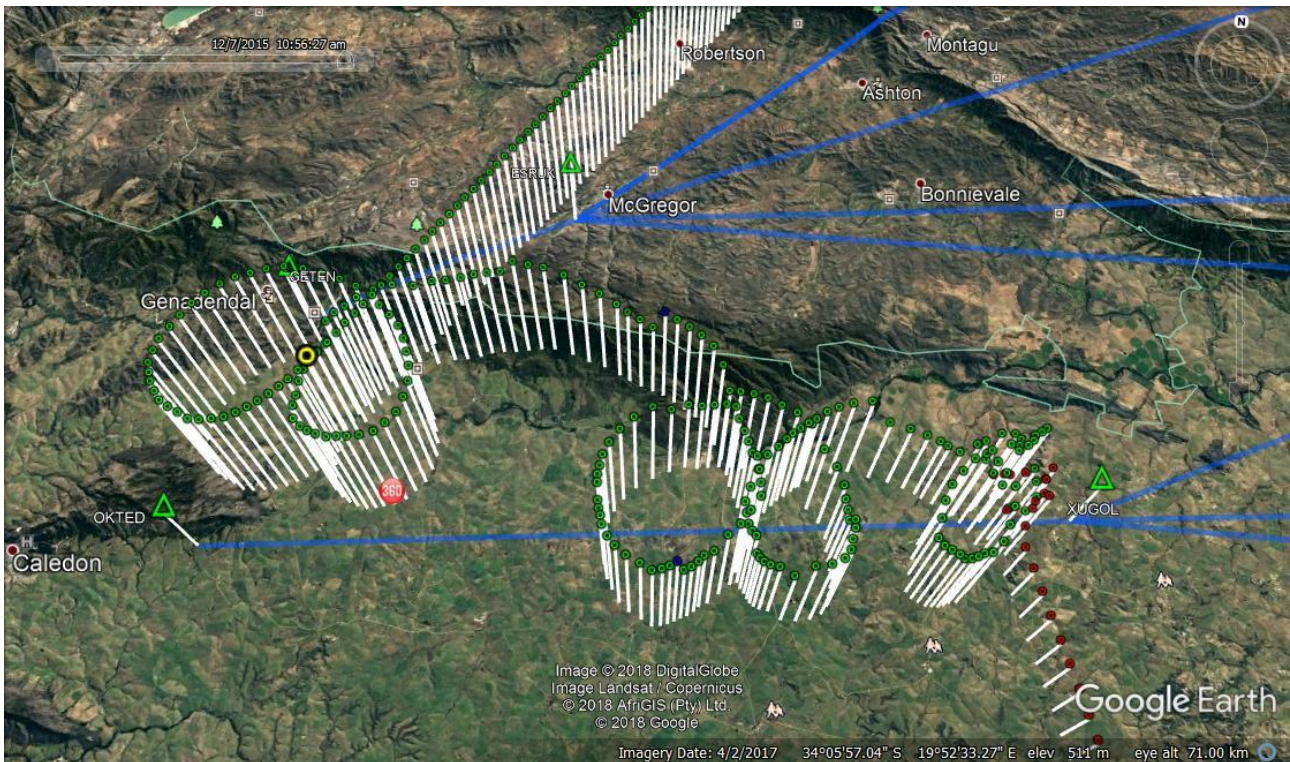 12/7/2015 10:56:27 am
N
Robertson
Montagu
Ashton
ESRUK
McGregor
Bonnievale
GETEN
Genadendal
360
OKTED
XUGOL
H
Caledon
Image © 2018 DigitalGlobe
Image Landsat / Copernicus
© 2018 AfriGIS (Pty) Ltd.
© 2018 Google
Google Earth
Imagery Date: 4/2/2017 34°05'57.04" S 19°52'33.27" E elev 511 m eye alt 71.00 km